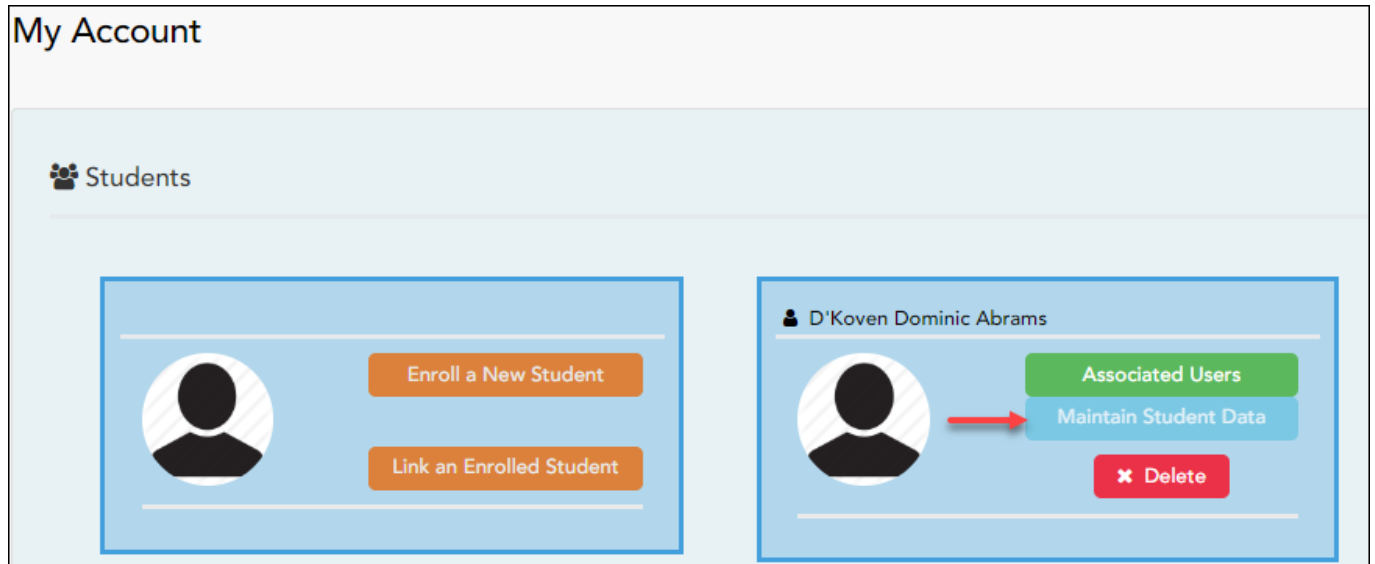 My Account
Students
Enroll a New Student
Link an Enrolled Student
D'Koven Dominic Abrams
Associated Users
Maintain Student Data
Delete